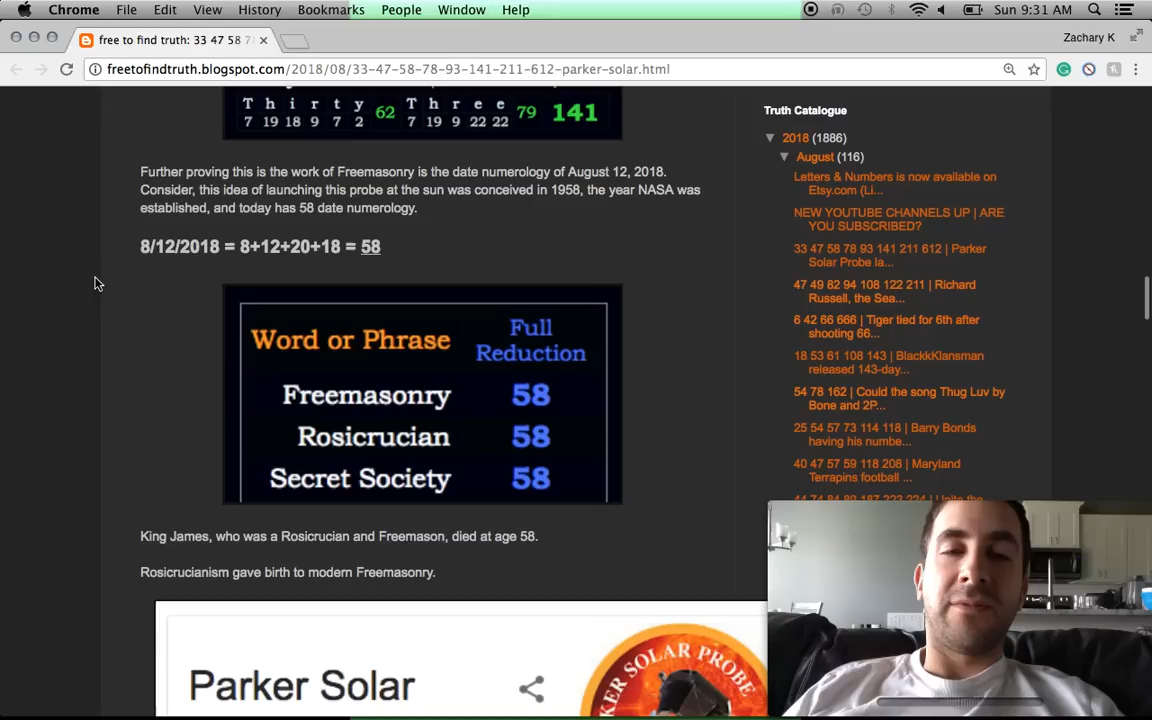 Chrome File Edit View History Bookmarks People Window Help Sun 9:31 AM
free to find truth: 33 47 58 7 Zachary K
freetofindtruth.blogspot.com/2018/08/33-47-58-78-93-141-211-612-parker-solar.html
T h i r t y 62 T h r e e 79 141
7 19 18 9 7 2 7 19 9 22 22
Further proving this is the work of Freemasonry is the date numerology of August 12, 2018.
Consider, this idea of launching this probe at the sun was conceived in 1958, the year NASA was
established, and today has 58 date numerology.
8/12/2018 = 8+12+20+18 = 58
Word or Phrase Full
Reduction
Freemasonry 58
Rosicrucian 58
Secret Society 58
King James, who was a Rosicrucian and Freemason, died at age 58.
Rosicrucianism gave birth to modern Freemasonry.
Parker Solar
KER SOLAR PROBE
Truth Catalogue
▼ 2018 (1886)
▼ August (116)
Letters & Numbers is now available on
Etsy.com (Li...
NEW YOUTUBE CHANNELS UP | ARE
YOU SUBSCRIBED?
33 47 58 78 93 141 211 612 | Parker
Solar Probe la...
47 49 82 94 108 122 211 | Richard
Russell, the Sea...
6 42 66 666 | Tiger tied for 6th after
shooting 66...
18 53 61 108 143 | BlackkKlansman
released 143-day...
54 78 162 | Could the song Thug Luv by
Bone and 2P...
25 54 57 73 114 118 | Barry Bonds
having his numbe...
40 47 57 59 118 208 | Maryland
Terrapins football ...
44 74 84 89 187 223 224 | Unite the